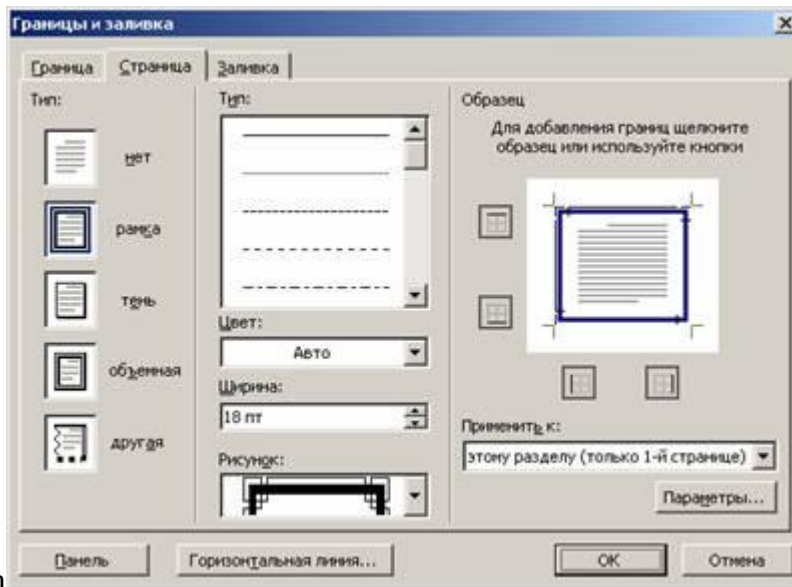 Границы и заливка
Граница
Страница
Заливка
Тип:
нет
рамка
тень
объемная
другая
Тип:
Цвет:
Авто
Ширина:
18 пт
Рисунок:
Образец
Для добавления границ щелкните
образец или используйте кнопки
Применить к:
этому разделу (только 1-й странице)
Параметры...
Панель
Горизонтальная линия...
ОК
Отмена